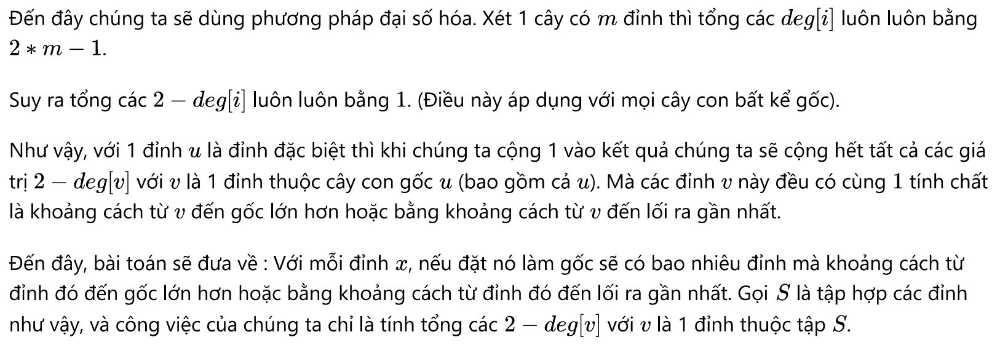 Đến đây chúng ta sẽ dùng phương pháp đại số hóa. Xét 1 cây có m đỉnh thì tổng các deg[i] luôn luôn bằng
2 * m − 1.
Suy ra tổng các 2 − deg[i] luôn luôn bằng 1. (Điều này áp dụng với mọi cây con bất kể gốc).
Như vậy, với 1 đỉnh u là đỉnh đặc biệt thì khi chúng ta cộng 1 vào kết quả chúng ta sẽ cộng hết tất cả các giá
trị 2 − deg[v] với v là 1 đỉnh thuộc cây con gốc u (bao gồm cả u). Mà các đỉnh v này đều có cùng 1 tính chất
là khoảng cách từ v đến gốc lớn hơn hoặc bằng khoảng cách từ v đến lối ra gần nhất.
Đến đây, bài toán sẽ đưa về : Với mỗi đỉnh x, nếu đặt nó làm gốc sẽ có bao nhiêu đỉnh mà khoảng cách từ
đỉnh đó đến gốc lớn hơn hoặc bằng khoảng cách từ đỉnh đó đến lối ra gần nhất. Gọi S là tập hợp các đỉnh
như vậy, và công việc của chúng ta chỉ là tính tổng các 2 − deg[v] với v là 1 đỉnh thuộc tập S.